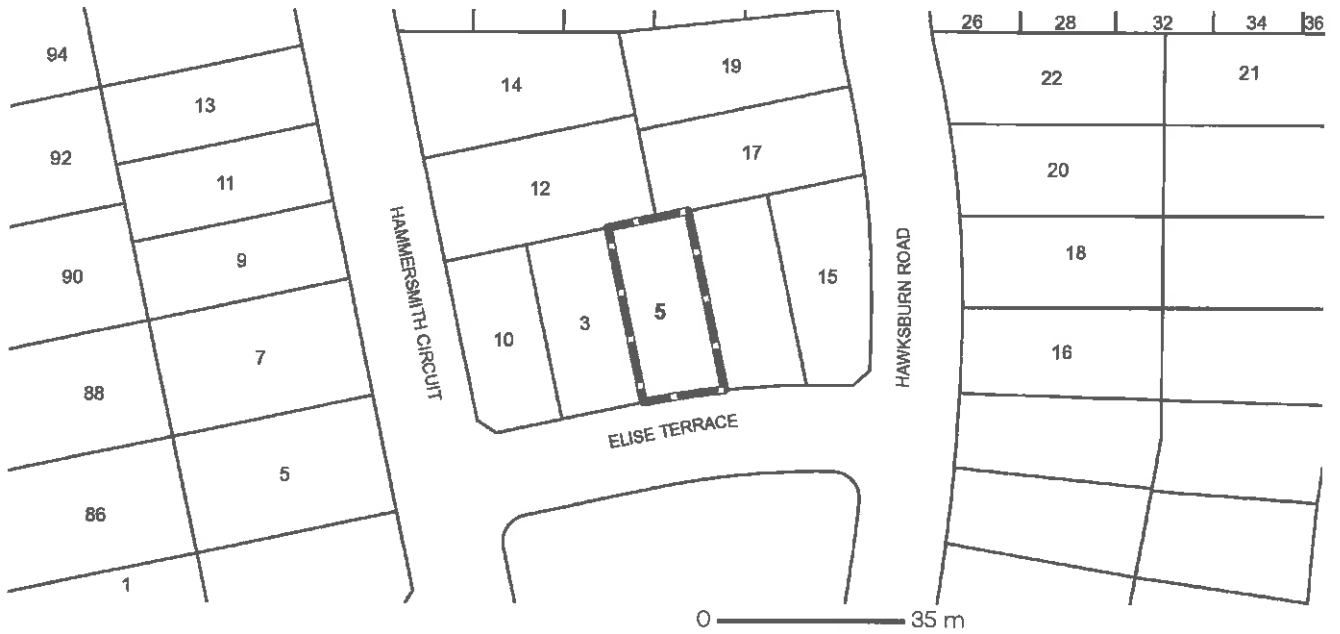 26 28 32 34 36
94 14 19 22 21
13
92 11 12 17 20
90 9 10 3 5 15 18
HAMMERSMITH CIRCUIT
HAWKSBURN ROAD
88 7 16
ELISE TERRACE
86 5
1
0 35 m